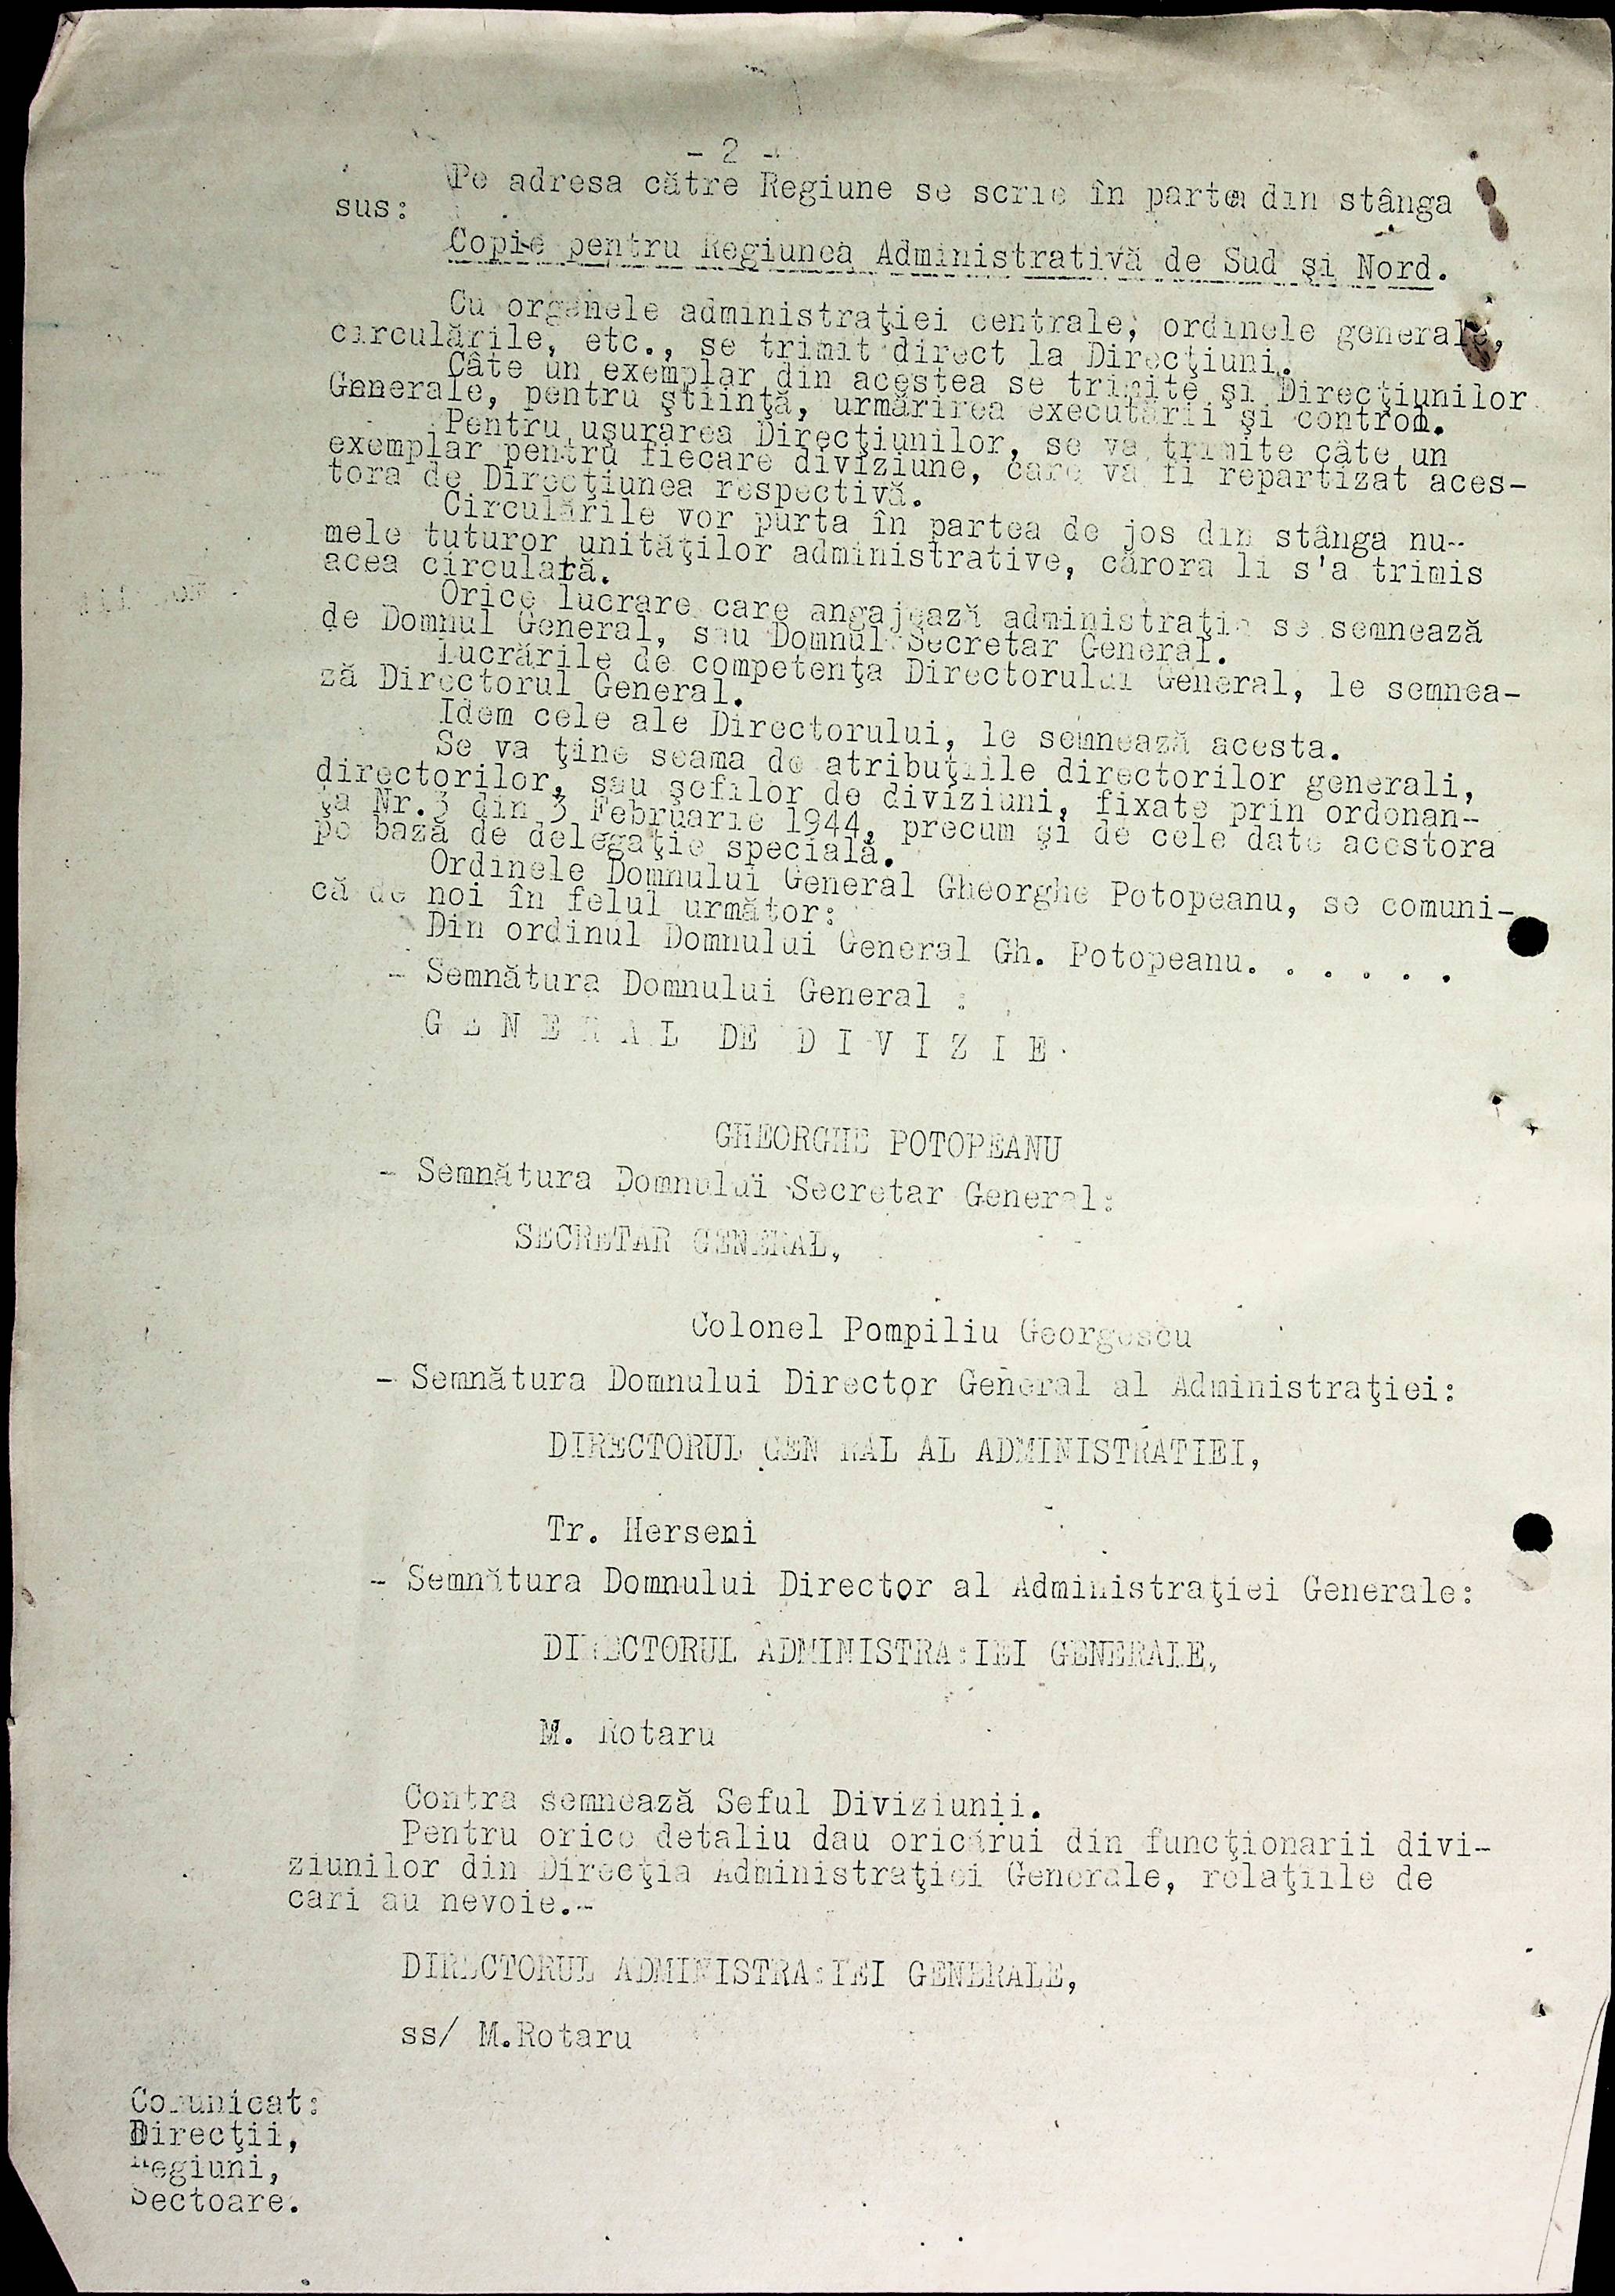 - 2 -
Pe adresa către Regiune se scrie în partea din stânga
sus:
Copie pentru Regiunea Administrativă de Sud şi Nord.
Cu organele administraţiei centrale, ordinele generale,
circulările, etc., se trimit direct la Direcţiuni.
Câte un exemplar din acestea se trimite şi Direcţiunilor
Generale, pentru ştiinţă, urmărirea executării şi control.
Pentru uşurarea Direcţiunilor, se va trimite câte un
exemplar pentru fiecare diviziune, care va fi repartizat aces-
tora de Direcţiunea respectivă.
Circulările vor purta în partea de jos din stânga nu-
mele tuturor unităţilor administrative, cărora li s'a trimis
acea circulară.
Orice lucrare care angajează administraţia se semnează
de Domnul General, sau Domnul Secretar General.
Lucrările de competenţa Directorului General, le semnea-
ză Directorul General.
Idem cele ale Directorului, le semnează acesta.
Se va ţine seama de atribuţiile directorilor generali,
directorilor, sau şefilor de diviziuni, fixate prin ordonan-
ţa Nr.3 din 3 Februarie 1944, precum şi de cele date acestora
pe bază de delegaţie specială.
Ordinele Domnului General Gheorghe Potopeanu, se comuni-
că de noi în felul următor:
Din ordinul Domnului General Gh. Potopeanu. . . . . . .
- Semnătura Domnului General :
G E N E R A L DE D I V I Z I E
GHEORGHE POTOPEANU
- Semnătura Domnului Secretar General:
SECRETAR GENERAL,
Colonel Pompiliu Georgescu
- Semnătura Domnului Director General al Administraţiei:
DIRECTORUL GENERAL AL ADMINISTRATIEI,
Tr. Herseni
- Semnătura Domnului Director al Administraţiei Generale:
DIRECTORUL ADMINISTRA:IEI GENERALE,
M. Rotaru
Contra semnează Seful Diviziunii.
Pentru orice detaliu dau oricărui din funcţionarii divi-
ziunilor din Direcţia Administraţiei Generale, relaţiile de
cari au nevoie.-
DIRECTORUL ADMINISTRA:IEI GENERALE,
ss/ M.Rotaru
Comunicat:
Direcţii,
Regiuni,
Sectoare.